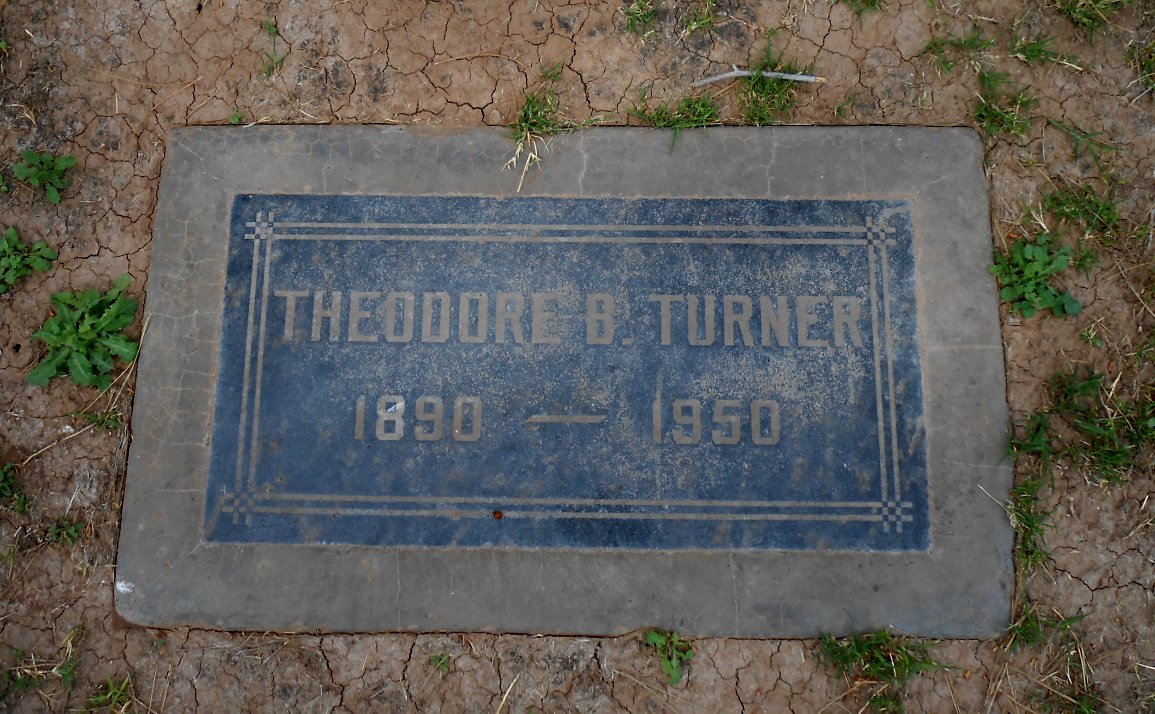 THEODORE B. TURNER
1890 — 1950